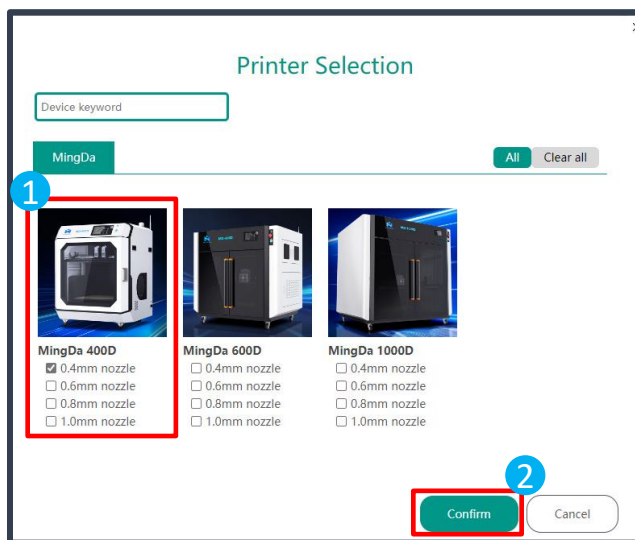 Printer Selection
Device keyword
MingDa
All
Clear all
1
MingDa 400D
0.4mm nozzle
0.6mm nozzle
0.8mm nozzle
1.0mm nozzle
MingDa 600D
0.4mm nozzle
0.6mm nozzle
0.8mm nozzle
1.0mm nozzle
MingDa 1000D
0.4mm nozzle
0.6mm nozzle
0.8mm nozzle
1.0mm nozzle
2
Confirm
Cancel